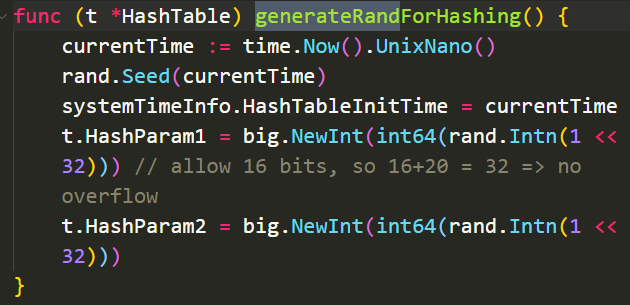 func (t *HashTable) generateRandForHashing() {
currentTime := time.Now().UnixNano()
rand.Seed(currentTime)
systemTimeInfo.HashTableInitTime = currentTime
t.HashParam1 = big.NewInt(int64(rand.Intn(1 <<
32))) // allow 16 bits, so 16+20 = 32 => no
overflow
t.HashParam2 = big.NewInt(int64(rand.Intn(1 <<
32)))
}